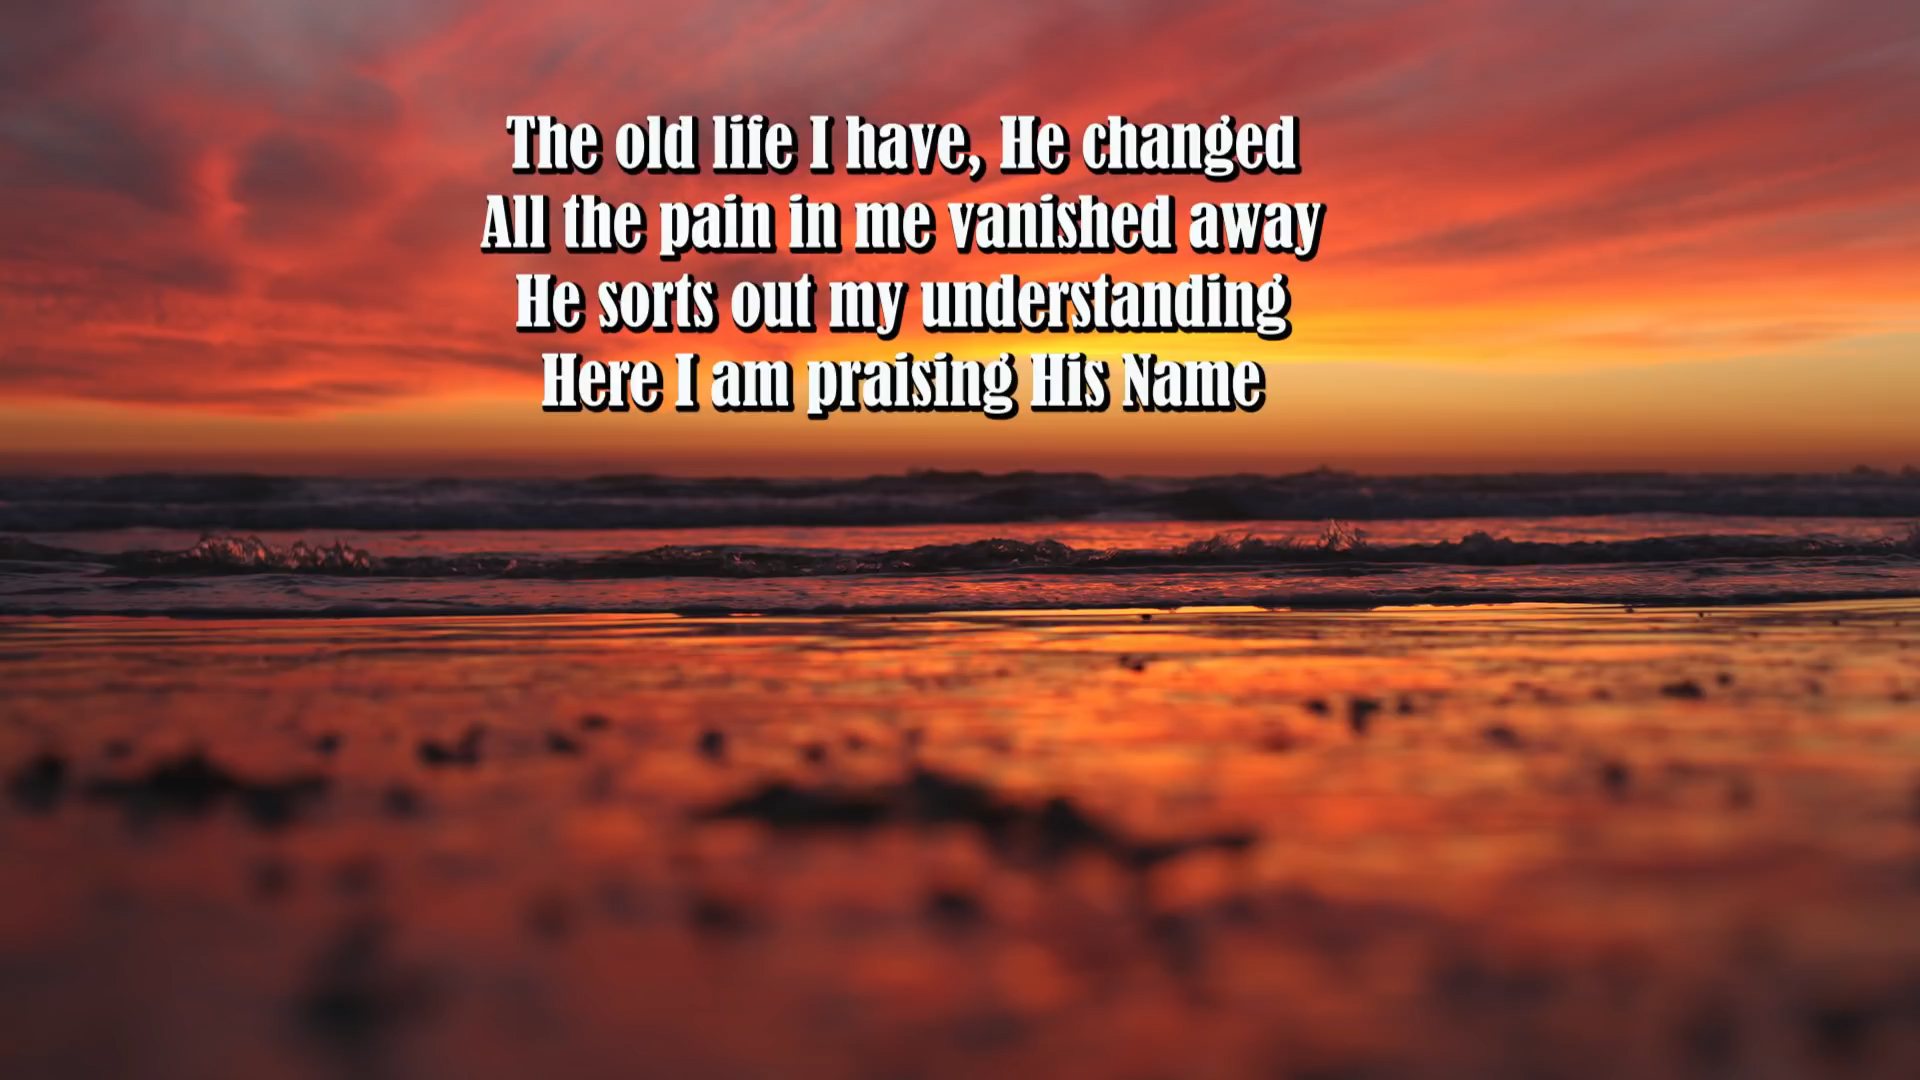 The old life I have, He changed
All the pain in me vanished away
He sorts out my understanding
Here I am praising His Name